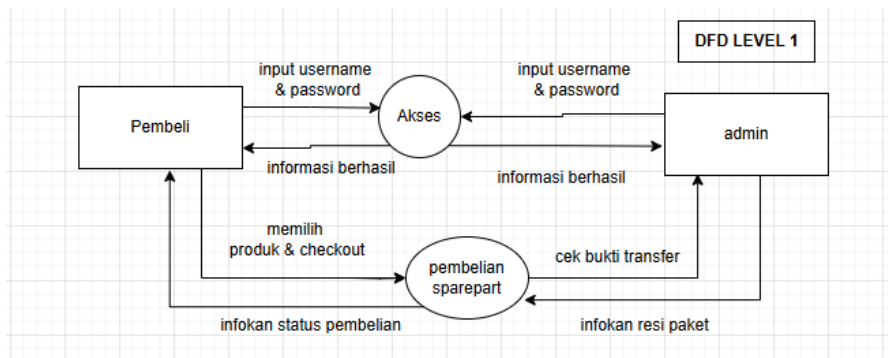 DFD LEVEL 1
input username
& password
input username
& password
Pembeli
Akses
admin
informasi berhasil
informasi berhasil
memilih
produk & checkout
pembelian
sparepart
cek bukti transfer
infokan status pembelian
infokan resi paket